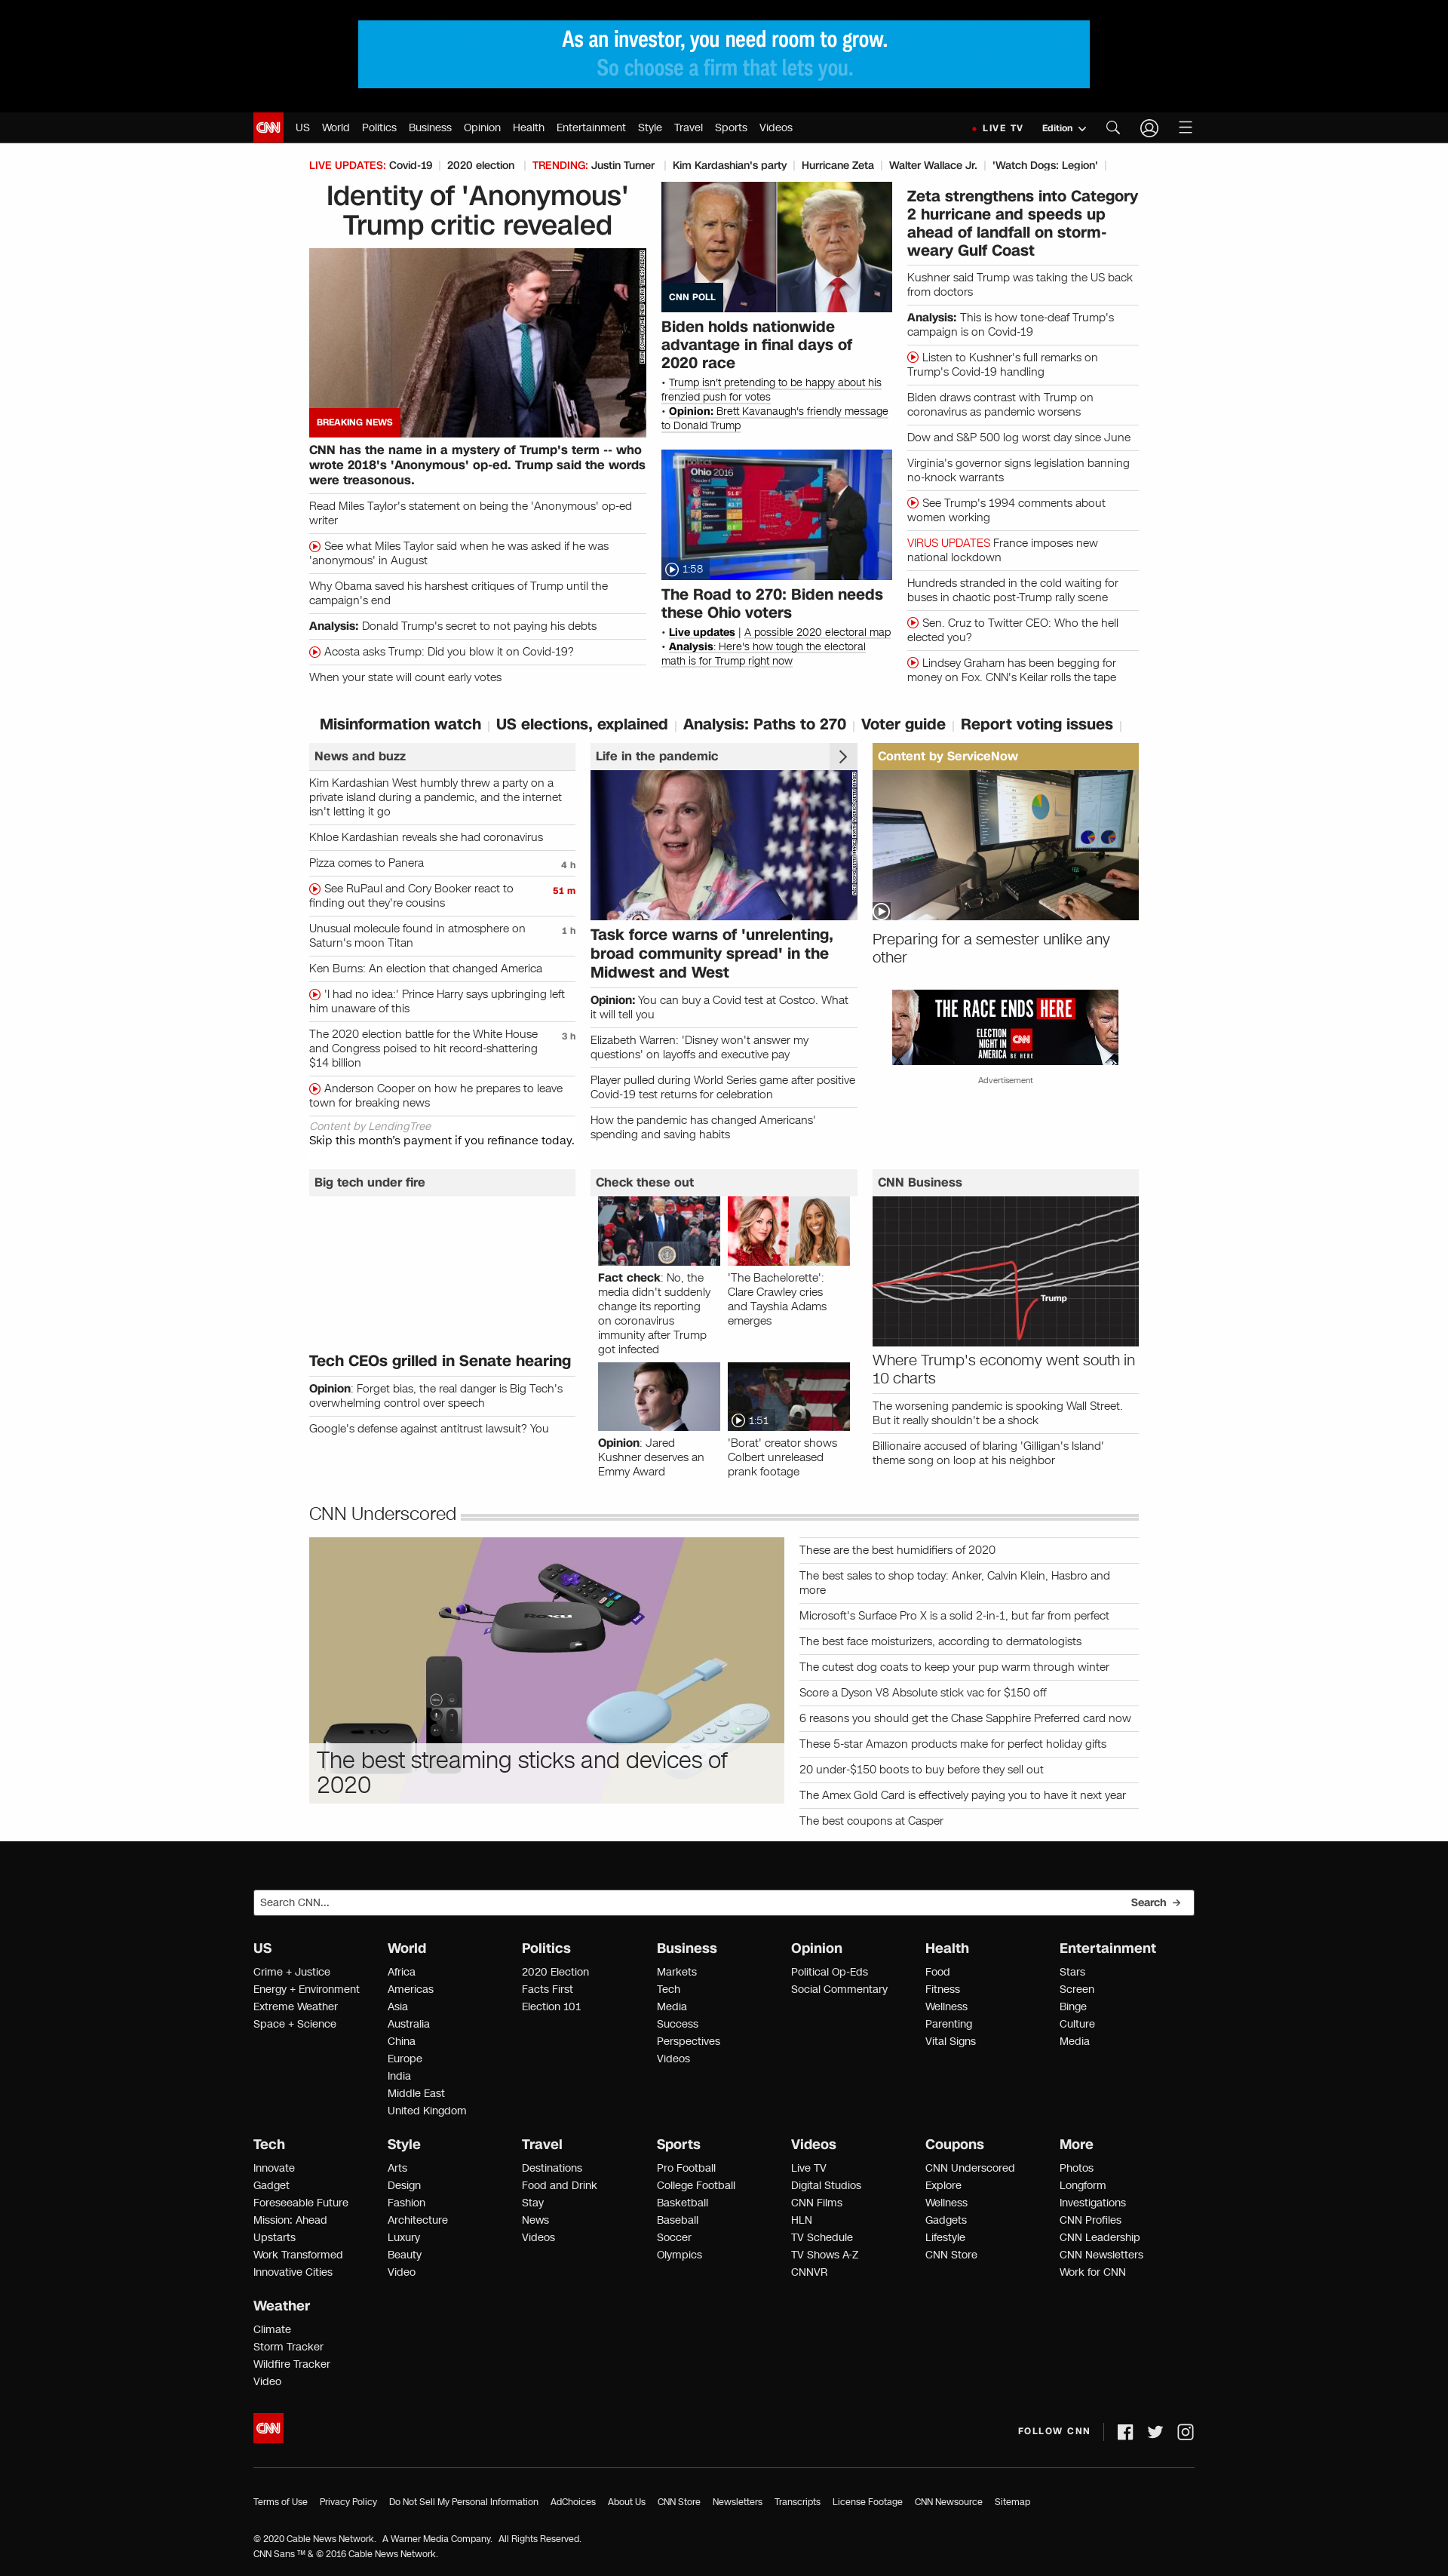 As an investor, you need room to grow.
So choose a firm that lets you.
CNN US World Politics Business Opinion Health Entertainment Style Travel Sports Videos LIVE TV Edition
LIVE UPDATES: Covid-19 | 2020 election | TRENDING: Justin Turner | Kim Kardashian's party | Hurricane Zeta | Walter Wallace Jr. | 'Watch Dogs: Legion' |
Identity of 'Anonymous'
Trump critic revealed
BREAKING NEWS
CNN has the name in a mystery of Trump's term -- who
wrote 2018's 'Anonymous' op-ed. Trump said the words
were treasonous.
Read Miles Taylor's statement on being the 'Anonymous' op-ed
writer
See what Miles Taylor said when he was asked if he was
'anonymous' in August
Why Obama saved his harshest critiques of Trump until the
campaign's end
Analysis: Donald Trump's secret to not paying his debts
Acosta asks Trump: Did you blow it on Covid-19?
When your state will count early votes
CNN POLL
Biden holds nationwide
advantage in final days of
2020 race
• Trump isn't pretending to be happy about his
frenzied push for votes
• Opinion: Brett Kavanaugh's friendly message
to Donald Trump
Ohio 2016
1:58
The Road to 270: Biden needs
these Ohio voters
• Live updates | A possible 2020 electoral map
• Analysis: Here's how tough the electoral
math is for Trump right now
Zeta strengthens into Category
2 hurricane and speeds up
ahead of landfall on storm-
weary Gulf Coast
Kushner said Trump was taking the US back
from doctors
Analysis: This is how tone-deaf Trump's
campaign is on Covid-19
Listen to Kushner's full remarks on
Trump's Covid-19 handling
Biden draws contrast with Trump on
coronavirus as pandemic worsens
Dow and S&P 500 log worst day since June
Virginia's governor signs legislation banning
no-knock warrants
See Trump's 1994 comments about
women working
VIRUS UPDATES France imposes new
national lockdown
Hundreds stranded in the cold waiting for
buses in chaotic post-Trump rally scene
Sen. Cruz to Twitter CEO: Who the hell
elected you?
Lindsey Graham has been begging for
money on Fox. CNN's Keilar rolls the tape
Misinformation watch | US elections, explained | Analysis: Paths to 270 | Voter guide | Report voting issues |
News and buzz
Kim Kardashian West humbly threw a party on a
private island during a pandemic, and the internet
isn't letting it go
Khloe Kardashian reveals she had coronavirus
Pizza comes to Panera 4 h
See RuPaul and Cory Booker react to 51 m
finding out they're cousins
Unusual molecule found in atmosphere on 1 h
Saturn's moon Titan
Ken Burns: An election that changed America
'I had no idea:' Prince Harry says upbringing left
him unaware of this
The 2020 election battle for the White House 3 h
and Congress poised to hit record-shattering
$14 billion
Anderson Cooper on how he prepares to leave
town for breaking news
Content by LendingTree
Skip this month's payment if you refinance today.
Life in the pandemic
Task force warns of 'unrelenting,
broad community spread' in the
Midwest and West
Opinion: You can buy a Covid test at Costco. What
it will tell you
Elizabeth Warren: 'Disney won't answer my
questions' on layoffs and executive pay
Player pulled during World Series game after positive
Covid-19 test returns for celebration
How the pandemic has changed Americans'
spending and saving habits
Content by ServiceNow
Preparing for a semester unlike any
other
THE RACE ENDS HERE
ELECTION
NIGHT IN
AMERICA
CNN
BE HERE
Advertisement
Big tech under fire
Tech CEOs grilled in Senate hearing
Opinion: Forget bias, the real danger is Big Tech's
overwhelming control over speech
Google's defense against antitrust lawsuit? You
Check these out
Fact check: No, the
media didn't suddenly
change its reporting
on coronavirus
immunity after Trump
got infected
'The Bachelorette':
Clare Crawley cries
and Tayshia Adams
emerges
Opinion: Jared
Kushner deserves an
Emmy Award
1:51
'Borat' creator shows
Colbert unreleased
prank footage
CNN Business
Trump
Where Trump's economy went south in
10 charts
The worsening pandemic is spooking Wall Street.
But it really shouldn't be a shock
Billionaire accused of blaring 'Gilligan's Island'
theme song on loop at his neighbor
CNN Underscored
ROKU
tv
The best streaming sticks and devices of
2020
These are the best humidifiers of 2020
The best sales to shop today: Anker, Calvin Klein, Hasbro and
more
Microsoft's Surface Pro X is a solid 2-in-1, but far from perfect
The best face moisturizers, according to dermatologists
The cutest dog coats to keep your pup warm through winter
Score a Dyson V8 Absolute stick vac for $150 off
6 reasons you should get the Chase Sapphire Preferred card now
These 5-star Amazon products make for perfect holiday gifts
20 under-$150 boots to buy before they sell out
The Amex Gold Card is effectively paying you to have it next year
The best coupons at Casper
Search CNN... Search →
US
Crime + Justice
Energy + Environment
Extreme Weather
Space + Science
World
Africa
Americas
Asia
Australia
China
Europe
India
Middle East
United Kingdom
Politics
2020 Election
Facts First
Election 101
Business
Markets
Tech
Media
Success
Perspectives
Videos
Opinion
Political Op-Eds
Social Commentary
Health
Food
Fitness
Wellness
Parenting
Vital Signs
Entertainment
Stars
Screen
Binge
Culture
Media
Tech
Innovate
Gadget
Foreseeable Future
Mission: Ahead
Upstarts
Work Transformed
Innovative Cities
Style
Arts
Design
Fashion
Architecture
Luxury
Beauty
Video
Travel
Destinations
Food and Drink
Stay
News
Videos
Sports
Pro Football
College Football
Basketball
Baseball
Soccer
Olympics
Videos
Live TV
Digital Studios
CNN Films
HLN
TV Schedule
TV Shows A-Z
CNNVR
Coupons
CNN Underscored
Explore
Wellness
Gadgets
Lifestyle
CNN Store
More
Photos
Longform
Investigations
CNN Profiles
CNN Leadership
CNN Newsletters
Work for CNN
Weather
Climate
Storm Tracker
Wildfire Tracker
Video
CNN FOLLOW CNN
Terms of Use Privacy Policy Do Not Sell My Personal Information AdChoices About Us CNN Store Newsletters Transcripts License Footage CNN Newsource Sitemap
© 2020 Cable News Network. A Warner Media Company. All Rights Reserved.
CNN Sans ™ & © 2016 Cable News Network.